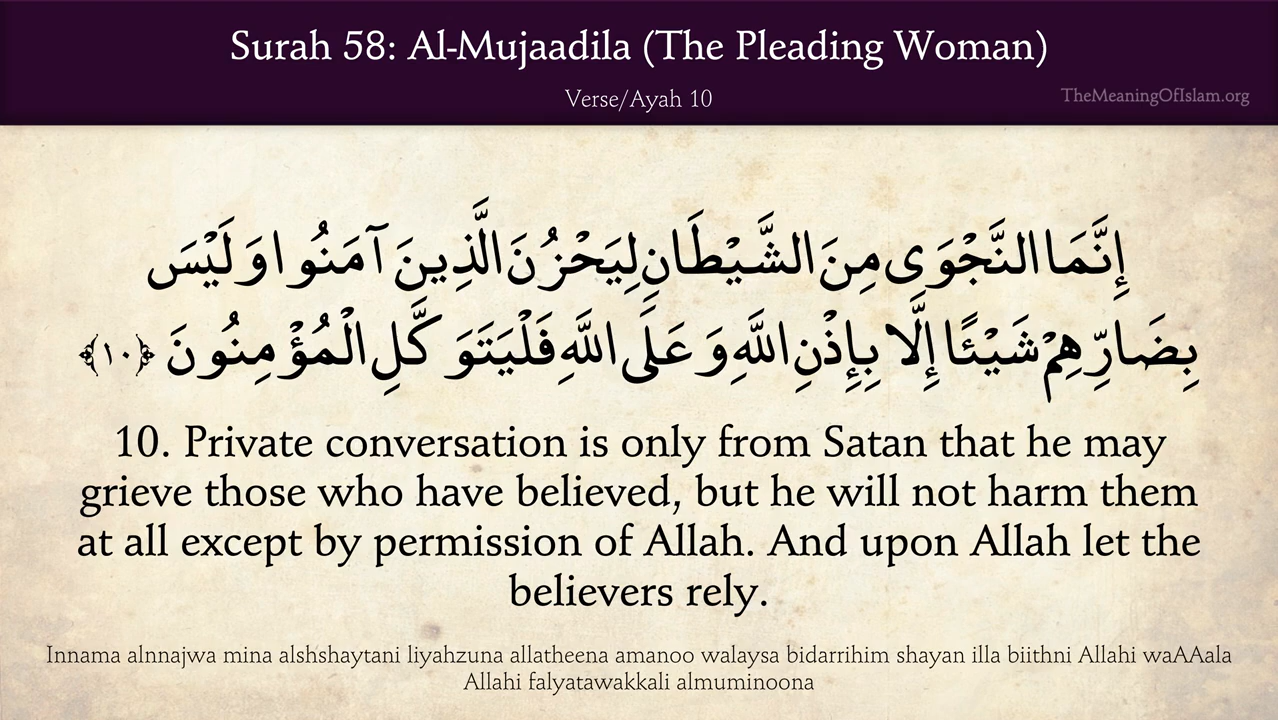 Surah 58: Al-Mujaadila (The Pleading Woman)
Verse/Ayah 10
TheMeaningOfIslam.org
إِنَّمَا النَّجْوَى مِنَ الشَّيْطَانِ لِيَحْزُنَ الَّذِينَ آمَنُوا وَلَيْسَ
بِضَارِّهِمْ شَيْئًا إِلَّا بِإِذْنِ اللَّهِ وَعَلَى اللَّهِ فَلْيَتَوَكَّلِ الْمُؤْمِنُونَ ﴿١٠﴾
10. Private conversation is only from Satan that he may
grieve those who have believed, but he will not harm them
at all except by permission of Allah. And upon Allah let the
believers rely.
Innama alnnajwa mina alshshaytani liyahzuna allatheena amanoo walaysa bidarrihim shayan illa biithni Allahi waAAala
Allahi falyatawakkali almuminoona